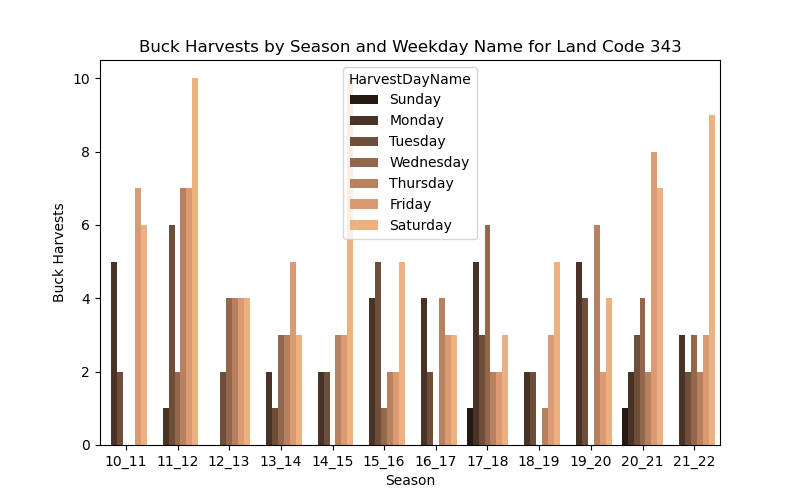 Buck Harvests by Season and Weekday Name for Land Code 343
HarvestDayName
Sunday
Monday
Tuesday
Wednesday
Thursday
Friday
Saturday
Buck Harvests
10
8
6
4
2
0
10_11 11_12 12_13 13_14 14_15 15_16 16_17 17_18 18_19 19_20 20_21 21_22
Season